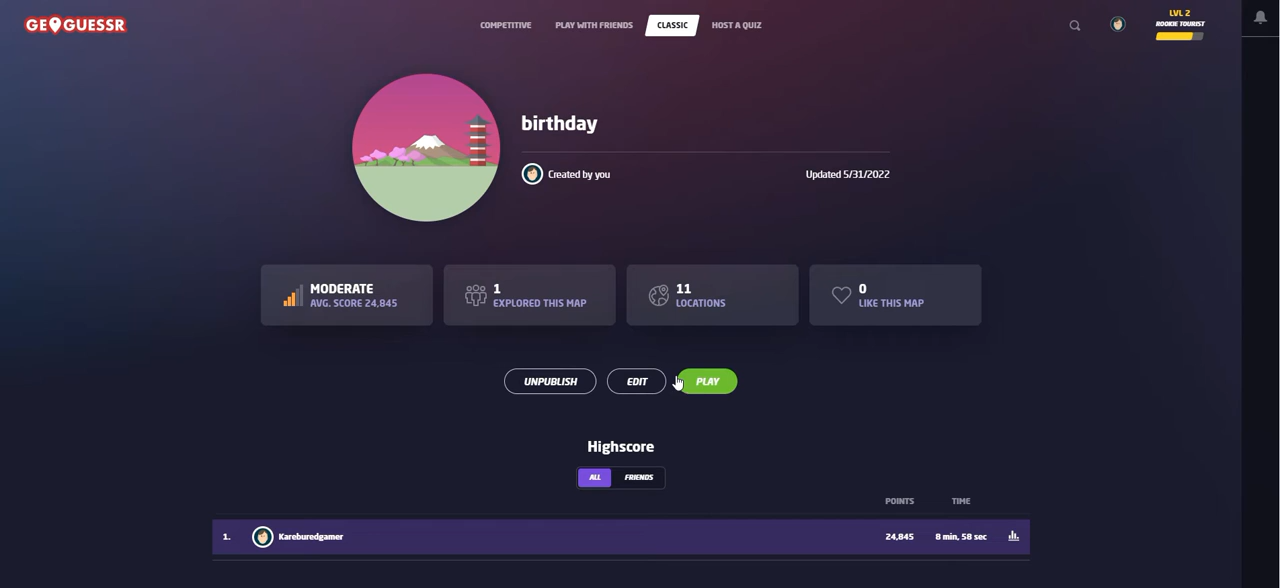 GEOGUESSR
COMPETITIVE PLAY WITH FRIENDS CLASSIC HOST A QUIZ
LVL 2
ROOKIE TOURIST
birthday
Created by you Updated 5/31/2022
MODERATE
AVG. SCORE 24,845
1
EXPLORED THIS MAP
11
LOCATIONS
0
LIKE THIS MAP
UNPUBLISH EDIT PLAY
Highscore
ALL FRIENDS
POINTS TIME
1. Kareburedgamer 24,845 8 min, 58 sec